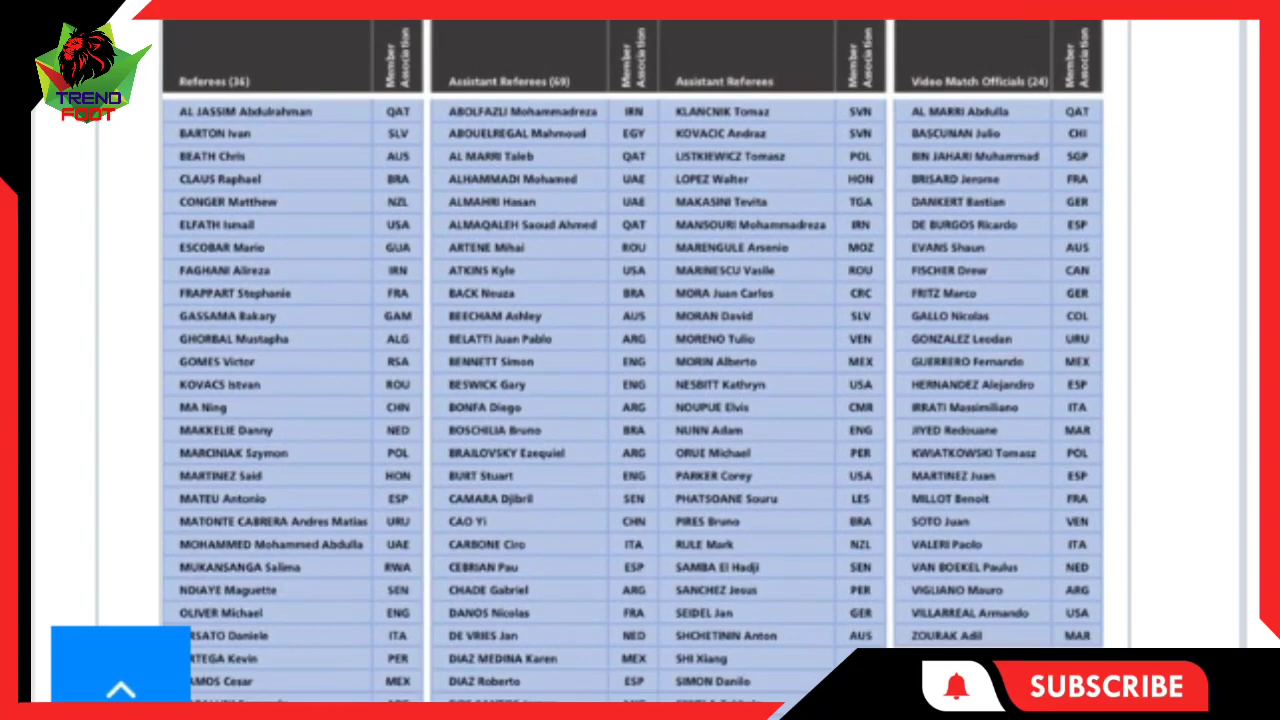 TREND
FOOT
Referees (36) Member Association Assistant Referees (69) Member Association Assistant Referees Member Association Video Match Officials (24) Member Association
AL JASSIM Abdulrahman QAT ABOLFAZLI Mohammadreza IRN KLANCNIK Tomaz SVN AL MARRI Abdulla QAT
BARTON Ivan SLV ABOUELREGAL Mahmoud EGY KOVACIC Andraz SVN BASCUNAN Julio CHI
BEATH Chris AUS AL MARRI Taleb QAT LISTKIEWICZ Tomasz POL BIN JAHARI Muhammad SGP
CLAUS Raphael BRA ALHAMMADI Mohamed UAE LOPEZ Walter HON BRISARD Jerome FRA
CONGER Matthew NZL ALMAHRI Hasan UAE MAKASINI Tevita TGA DANKERT Bastian GER
ELFATH Ismail USA ALMAQALEH Saoud Ahmed QAT MANSOURI Mohammadreza IRN DE BURGOS Ricardo ESP
ESCOBAR Mario GUA ARTENE Mihai ROU MARENGULE Arsenio MOZ EVANS Shaun AUS
FAGHANI Alireza IRN ATKINS Kyle USA MARINESCU Vasile ROU FISCHER Drew CAN
FRAPPART Stephanie FRA BACK Neuza BRA MORA Juan Carlos CRC FRITZ Marco GER
GASSAMA Bakary GAM BEECHAM Ashley AUS MORAN David SLV GALLO Nicolas COL
GHORBAL Mustapha ALG BELATTI Juan Pablo ARG MORENO Tulio VEN GONZALEZ Leodan URU
GOMES Victor RSA BENNETT Simon ENG MORIN Alberto MEX GUERRERO Fernando MEX
KOVACS Istvan ROU BESWICK Gary ENG NESBITT Kathryn USA HERNANDEZ Alejandro ESP
MA Ning CHN BONFA Diego ARG NOUPUE Elvis CMR IRRATI Massimiliano ITA
MAKKELIE Danny NED BOSCHILIA Bruno BRA NUNN Adam ENG JIYED Redouane MAR
MARCINIAK Szymon POL BRAILOVSKY Ezequiel ARG ORUE Michael PER KWIATKOWSKI Tomasz POL
MARTINEZ Said HON BURT Stuart ENG PARKER Corey USA MARTINEZ Juan ESP
MATEU Antonio ESP CAMARA Djibril SEN PHATSOANE Souru LES MILLOT Benoit FRA
MATONTE CABRERA Andres Matias URU CAO Yi CHN PIRES Bruno BRA SOTO Juan VEN
MOHAMMED Mohammed Abdulla UAE CARBONE Ciro ITA RULE Mark NZL VALERI Paolo ITA
MUKANSANGA Salima RWA CEBRIAN Pau ESP SAMBA El Hadji SEN VAN BOEKEL Paulus NED
NDIAYE Maguette SEN CHADE Gabriel ARG SANCHEZ Jesus PER VIGLIANO Mauro ARG
OLIVER Michael ENG DANOS Nicolas FRA SEIDEL Jan GER VILLARREAL Armando USA
RSATO Daniele ITA DE VRIES Jan NED SHCHETININ Anton AUS ZOURAK Adil MAR
RTEGA Kevin PER DIAZ MEDINA Karen MEX SHI Xiang
AMOS Cesar MEX DIAZ Roberto ESP SIMON Danilo
SUBSCRIBE